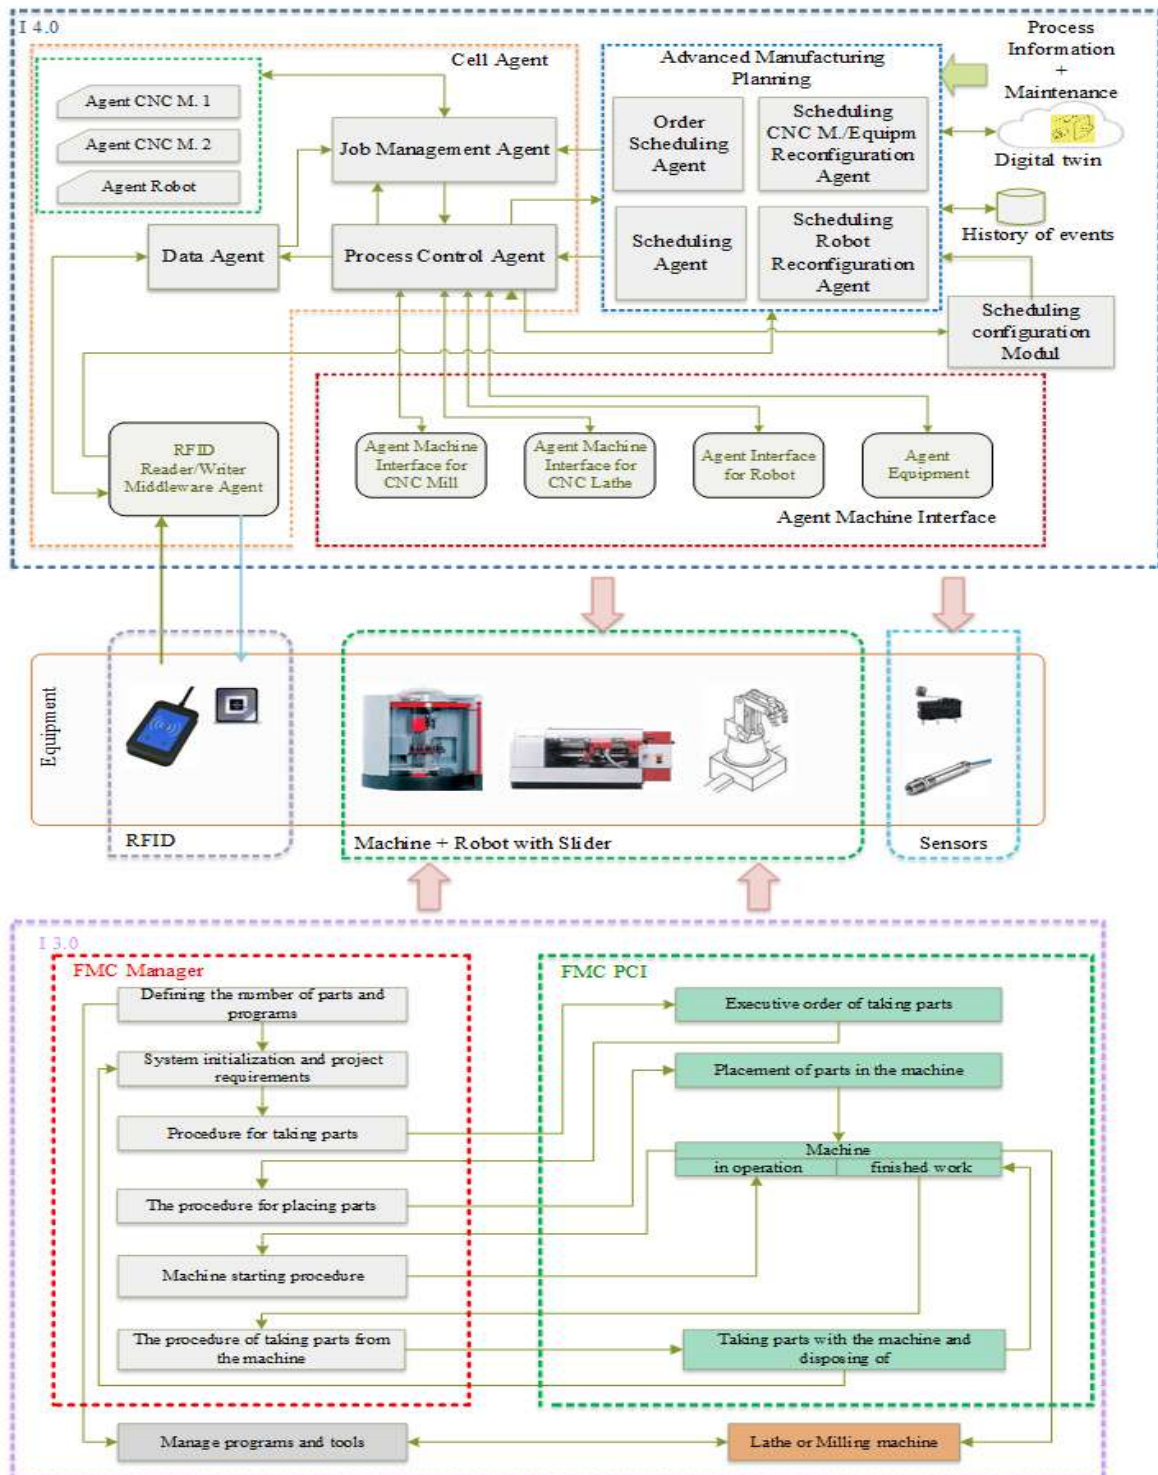 I 4.0
Cell Agent
Agent CNC M. 1
Agent CNC M. 2
Agent Robot
Job Management Agent
Data Agent
Process Control Agent
Advanced Manufacturing
Planning
Order
Scheduling
Agent
Scheduling
CNC M./Equipm
Reconfiguration
Agent
Scheduling
Agent
Scheduling
Robot
Reconfiguration
Agent
Process
Information
+
Maintenance
Digital twin
History of events
Scheduling
configuration
Modul
RFID
Reader/Writer
Middleware Agent
Agent Machine
Interface for
CNC Mill
Agent Machine
Interface for
CNC Lathe
Agent Interface
for Robot
Agent
Equipment
Agent Machine Interface
Equipment
RFID
Machine + Robot with Slider
Sensors
I 3.0
FMC Manager
Defining the number of parts and
programs
System initialization and project
requirements
Procedure for taking parts
The procedure for placing parts
Machine starting procedure
The procedure of taking parts from
the machine
FMC PCI
Executive order of taking parts
Placement of parts in the machine
Machine
in operation
finished work
Taking parts with the machine and
disposing of
Manage programs and tools
Lathe or Milling machine